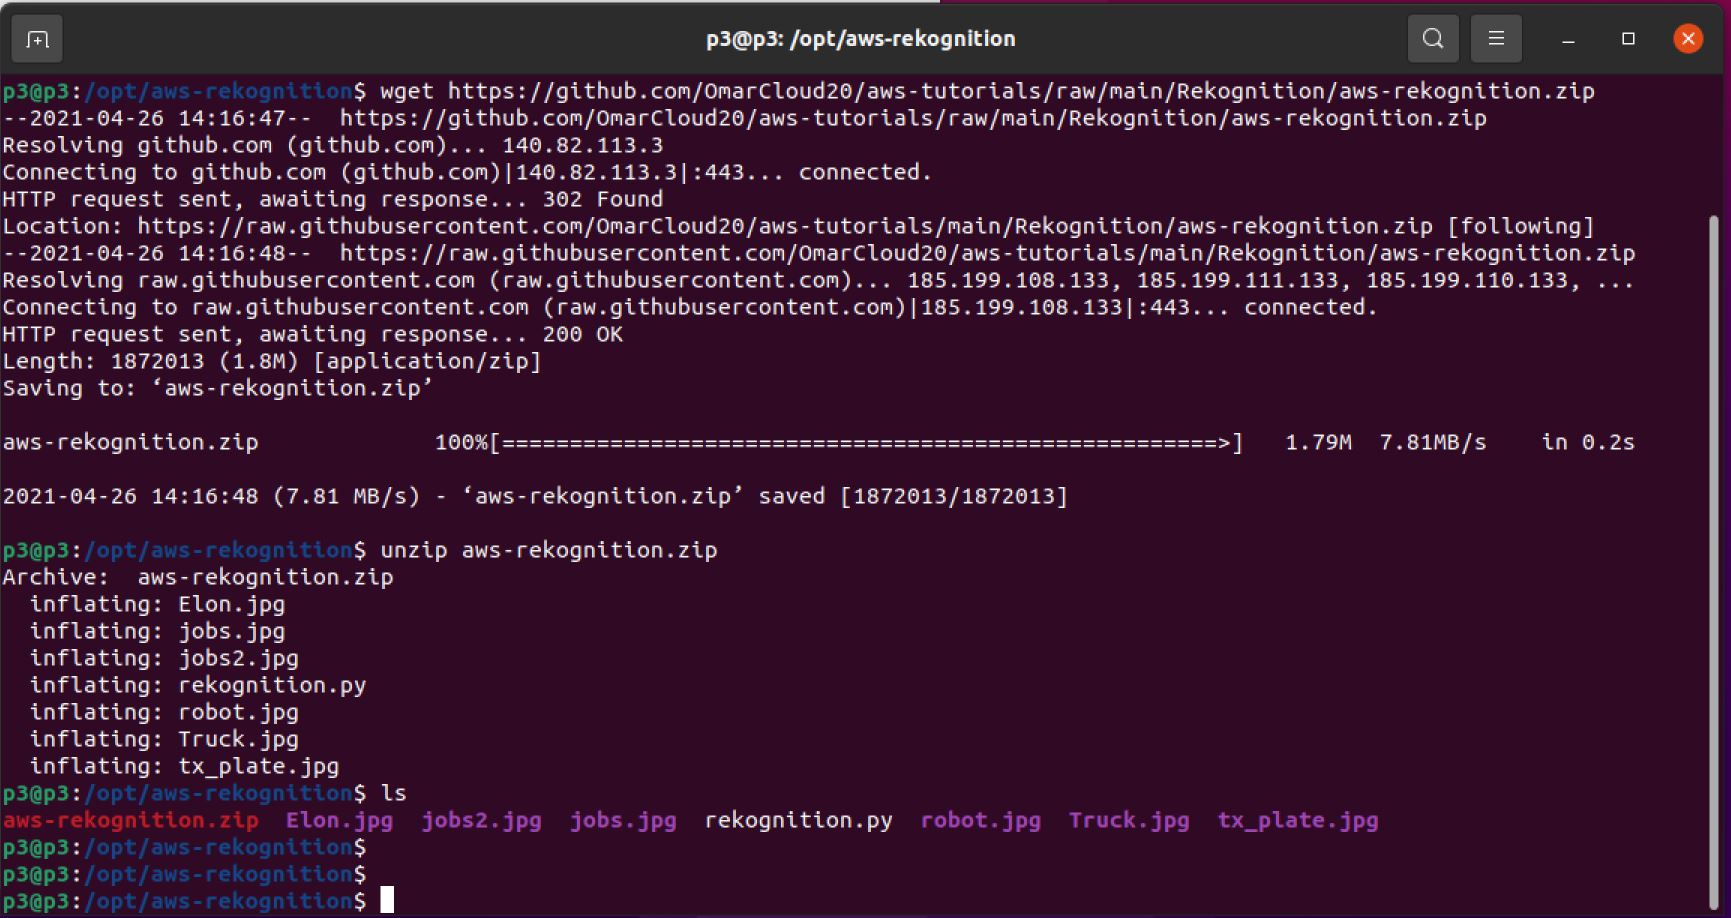 p3@p3: /opt/aws-rekognition
p3@p3:/opt/aws-rekognition$ wget https://github.com/OmarCloud20/aws-tutorials/raw/main/Rekognition/aws-rekognition.zip
--2021-04-26 14:16:47--  https://github.com/OmarCloud20/aws-tutorials/raw/main/Rekognition/aws-rekognition.zip
Resolving github.com (github.com)... 140.82.113.3
Connecting to github.com (github.com)|140.82.113.3|:443... connected.
HTTP request sent, awaiting response... 302 Found
Location: https://raw.githubusercontent.com/OmarCloud20/aws-tutorials/main/Rekognition/aws-rekognition.zip [following]
--2021-04-26 14:16:48--  https://raw.githubusercontent.com/OmarCloud20/aws-tutorials/main/Rekognition/aws-rekognition.zip
Resolving raw.githubusercontent.com (raw.githubusercontent.com)... 185.199.108.133, 185.199.111.133, 185.199.110.133, ...
Connecting to raw.githubusercontent.com (raw.githubusercontent.com)|185.199.108.133|:443... connected.
HTTP request sent, awaiting response... 200 OK
Length: 1872013 (1.8M) [application/zip]
Saving to: ‘aws-rekognition.zip’
aws-rekognition.zip             100%[=====================================================>]   1.79M  7.81MB/s    in 0.2s
2021-04-26 14:16:48 (7.81 MB/s) - ‘aws-rekognition.zip’ saved [1872013/1872013]
p3@p3:/opt/aws-rekognition$ unzip aws-rekognition.zip
Archive:  aws-rekognition.zip
  inflating: Elon.jpg
  inflating: jobs.jpg
  inflating: jobs2.jpg
  inflating: rekognition.py
  inflating: robot.jpg
  inflating: Truck.jpg
  inflating: tx_plate.jpg
p3@p3:/opt/aws-rekognition$ ls
aws-rekognition.zip  Elon.jpg  jobs2.jpg  jobs.jpg  rekognition.py  robot.jpg  Truck.jpg  tx_plate.jpg
p3@p3:/opt/aws-rekognition$
p3@p3:/opt/aws-rekognition$
p3@p3:/opt/aws-rekognition$